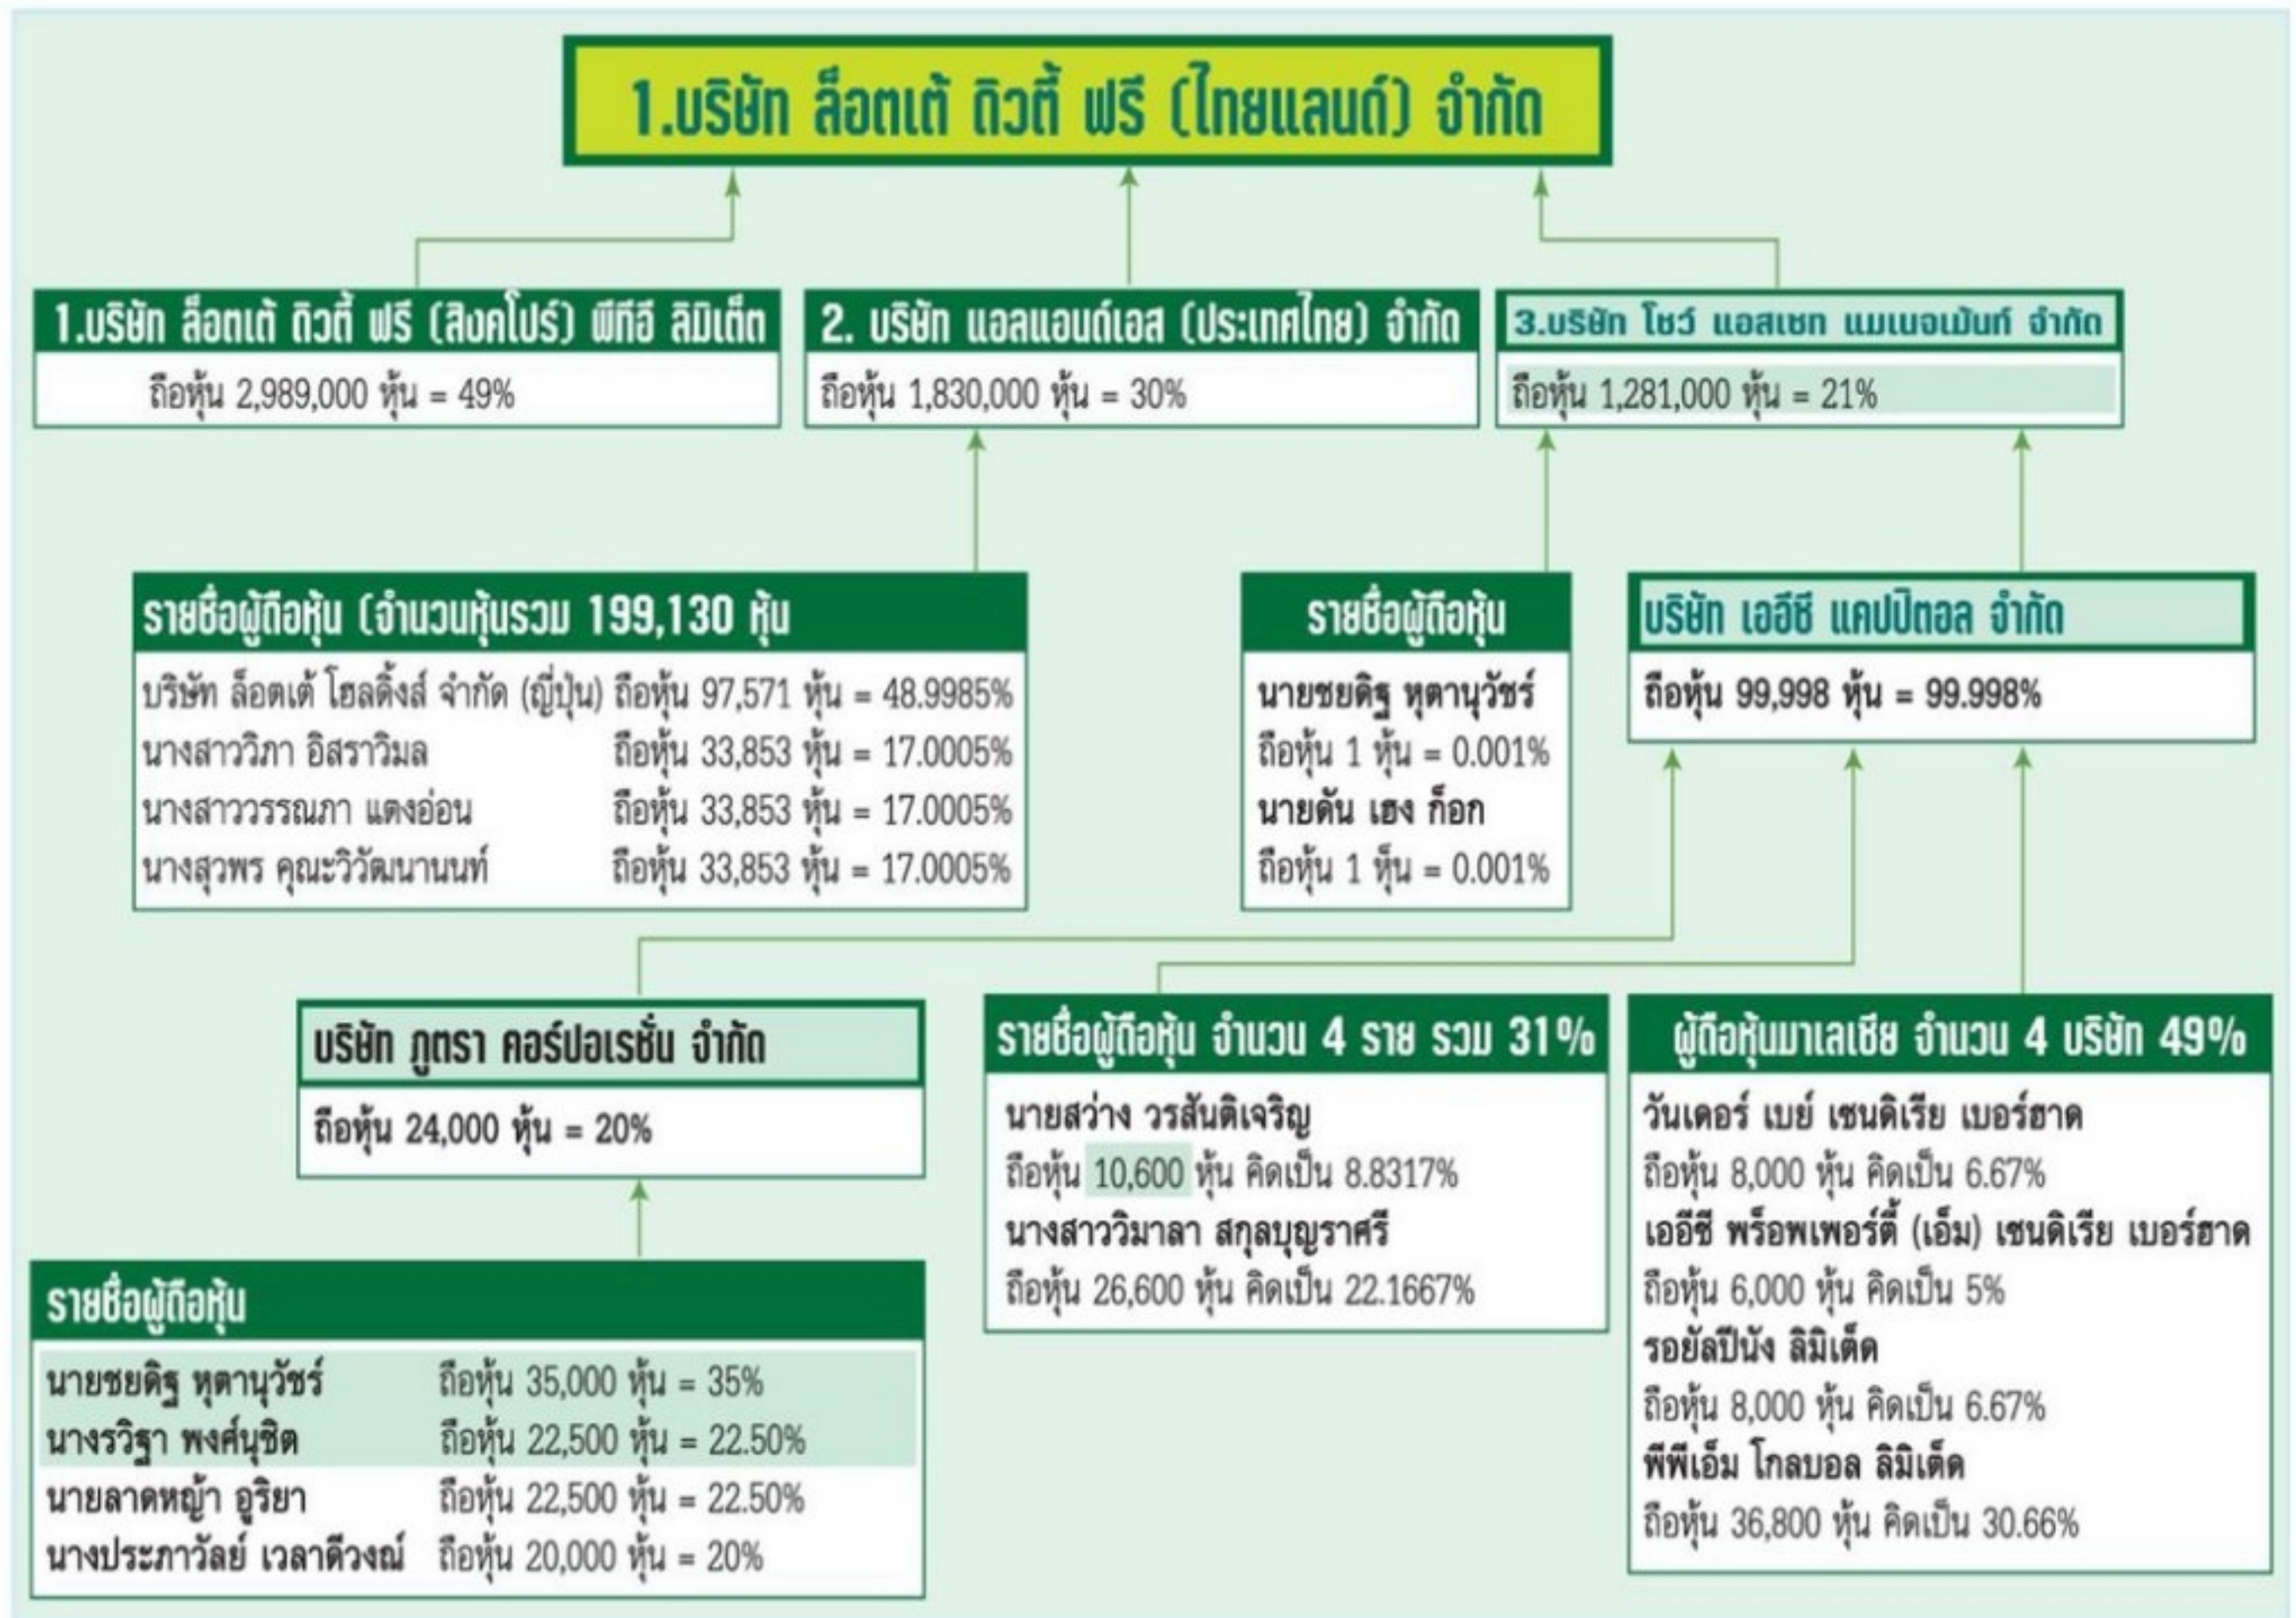 1.บริษัท ล็อตเต้ ดิวตี้ ฟรี (ไทยแลนด์) จำกัด
1.บริษัท ล็อตเต้ ดิวตี้ ฟรี (สิงคโปร์) พีทีอี ลิมิเต็ต
ถือหุ้น 2,989,000 หุ้น = 49%
2. บริษัท แอลแอนด์เอส (ประเทศไทย) จำกัด
ถือหุ้น 1,830,000 หุ้น = 30%
3.บริษัท โชว์ แอสเซท แมเนจเม้นท์ จำกัด
ถือหุ้น 1,281,000 หุ้น = 21%
รายชื่อผู้ถือหุ้น (จำนวนหุ้นรวม 199,130 หุ้น
บริษัท ล็อตเต้ โฮลดิ้งส์ จำกัด (ญี่ปุ่น) ถือหุ้น 97,571 หุ้น = 48.9985%
นางสาววิภา อิสราวิมล ถือหุ้น 33,853 หุ้น = 17.0005%
นางสาววรรณภา แตงอ่อน ถือหุ้น 33,853 หุ้น = 17.0005%
นางสุวพร คุณะวิวัฒนานนท์ ถือหุ้น 33,853 หุ้น = 17.0005%
รายชื่อผู้ถือหุ้น
นายชยดิฐ หุตานุวัชร์
ถือหุ้น 1 หุ้น = 0.001%
นายดัน เฮง ก็อก
ถือหุ้น 1 หุ้น = 0.001%
บริษัท เออีซี แคปปิตอล จำกัด
ถือหุ้น 99,998 หุ้น = 99.998%
บริษัท ภูตรา คอร์ปอเรชั่น จำกัด
ถือหุ้น 24,000 หุ้น = 20%
รายชื่อผู้ถือหุ้น
นายชยดิฐ หุตานุวัชร์ ถือหุ้น 35,000 หุ้น = 35%
นางรวิฐา พงศ์นุชิต ถือหุ้น 22,500 หุ้น = 22.50%
นายลาดหญ้า อูริยา ถือหุ้น 22,500 หุ้น = 22.50%
นางประภาวัลย์ เวลาดีวงณ์ ถือหุ้น 20,000 หุ้น = 20%
รายชื่อผู้ถือหุ้น จำนวน 4 ราย รวม 31%
นายสว่าง วรสันติเจริญ
ถือหุ้น 10,600 หุ้น คิดเป็น 8.8317%
นางสาววิมาลา สกุลบุญราศรี
ถือหุ้น 26,600 หุ้น คิดเป็น 22.1667%
ผู้ถือหุ้นมาเลเซีย จำนวน 4 บริษัท 49%
วันเดอร์ เบย์ เซนดิเรีย เบอร์ฮาด
ถือหุ้น 8,000 หุ้น คิดเป็น 6.67%
เออีซี พร็อพเพอร์ตี้ (เอ็ม) เซนดิเรีย เบอร์ฮาด
ถือหุ้น 6,000 หุ้น คิดเป็น 5%
รอยัลปีนัง ลิมิเต็ด
ถือหุ้น 8,000 หุ้น คิดเป็น 6.67%
พีพีเอ็ม โกลบอล ลิมิเต็ด
ถือหุ้น 36,800 หุ้น คิดเป็น 30.66%